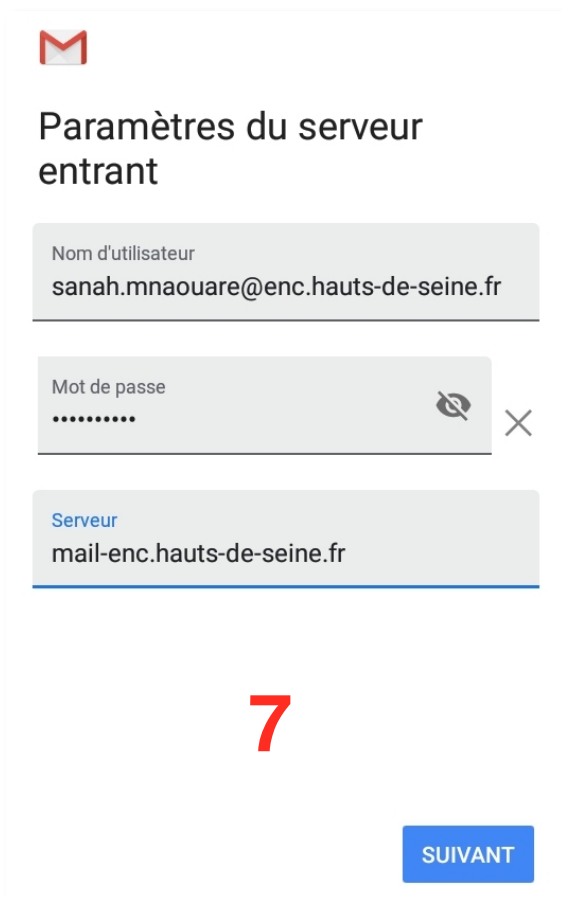 Paramètres du serveur
entrant
Nom d'utilisateur
sanah.mnaouare@enc.hauts-de-seine.fr
Mot de passe
••••••••••
Serveur
mail-enc.hauts-de-seine.fr
7
SUIVANT